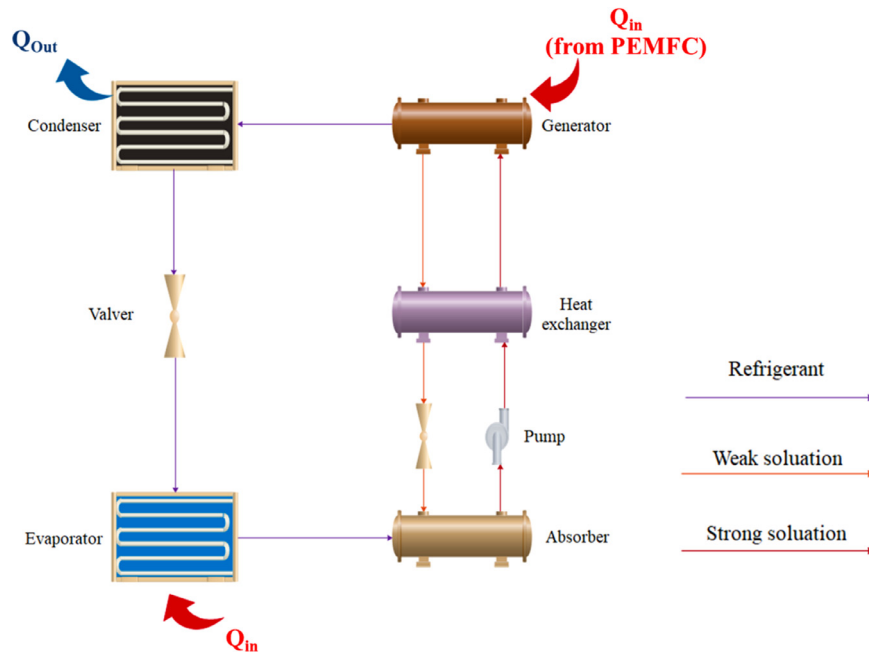 Q_in
(from PEMFC)
Q_Out
Condenser
Generator
Valver
Heat
exchanger
Refrigerant
Pump
Weak soluation
Evaporator
Absorber
Strong soluation
Q_in